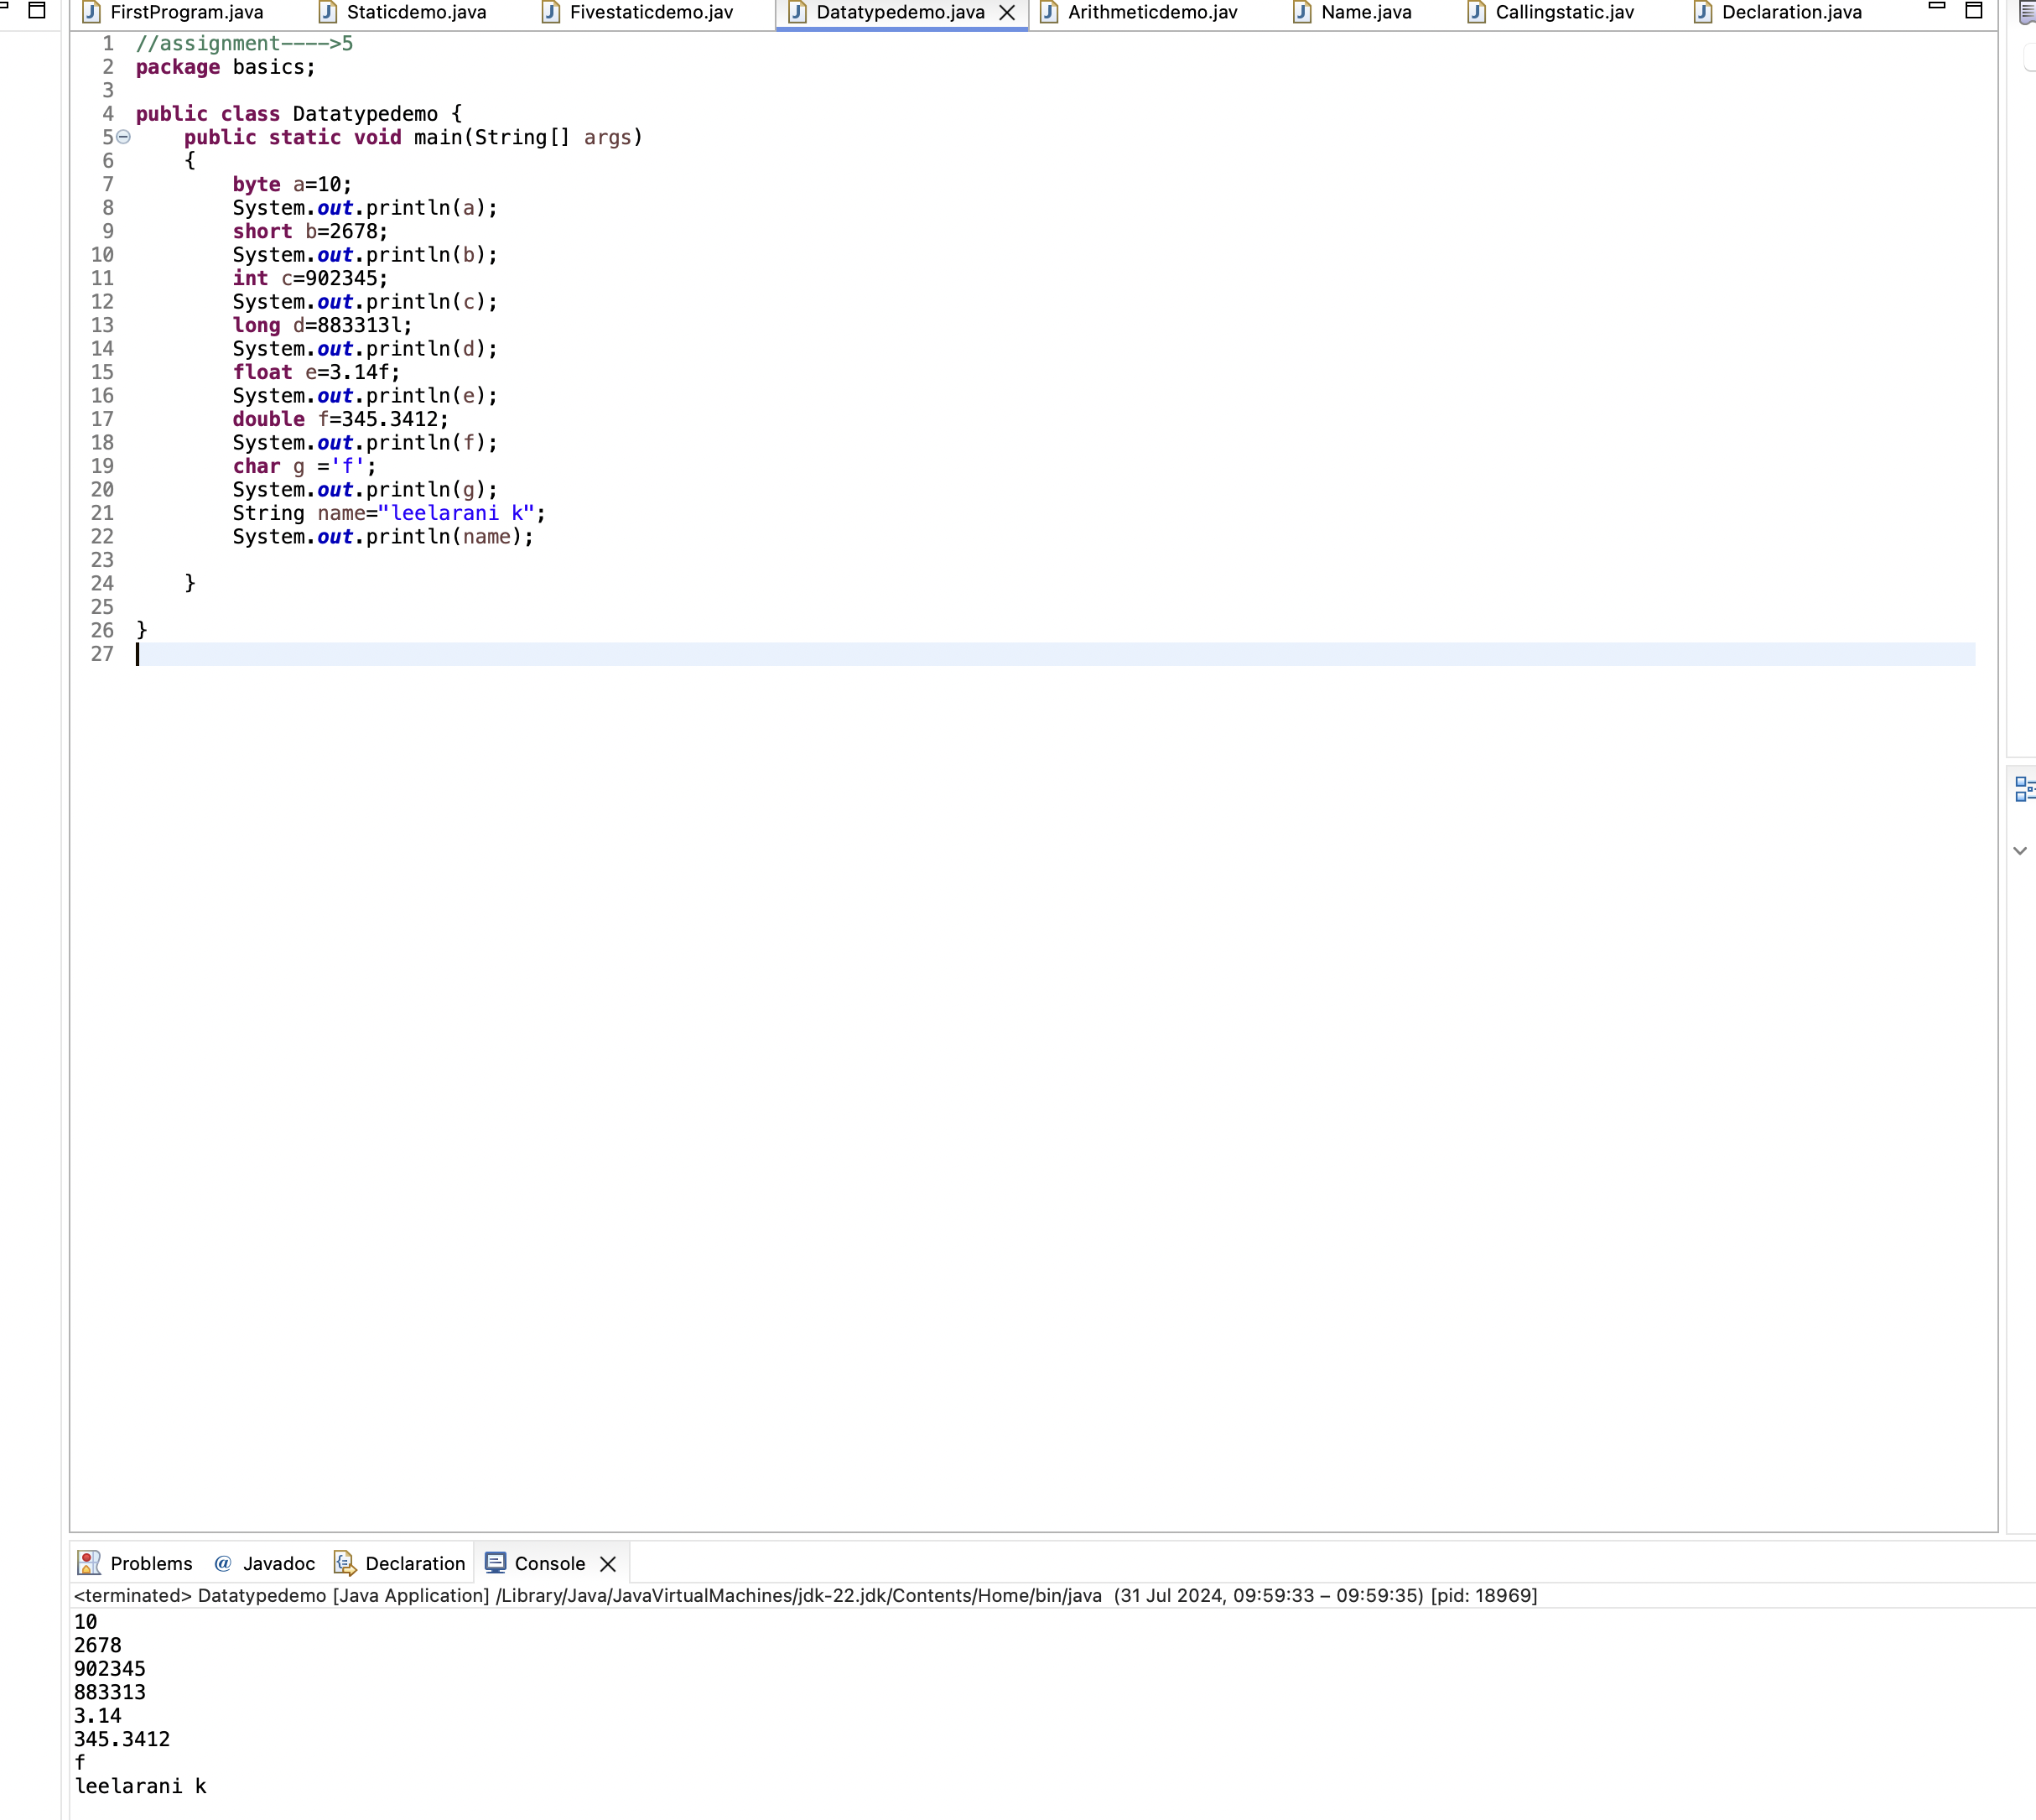 FirstProgram.java Staticdemo.java Fivestaticdemo.jav Datatypedemo.java Arithmeticdemo.jav Name.java Callingstatic.jav Declaration.java
1 //assignment---->5
2 package basics;
3
4 public class Datatypedemo {
5 public static void main(String[] args)
6 {
7 byte a=10;
8 System.out.println(a);
9 short b=2678;
10 System.out.println(b);
11 int c=902345;
12 System.out.println(c);
13 long d=883313l;
14 System.out.println(d);
15 float e=3.14f;
16 System.out.println(e);
17 double f=345.3412;
18 System.out.println(f);
19 char g ='f';
20 System.out.println(g);
21 String name="leelarani k";
22 System.out.println(name);
23
24 }
25
26 }
27
Problems @ Javadoc Declaration Console
<terminated> Datatypedemo [Java Application] /Library/Java/JavaVirtualMachines/jdk-22.jdk/Contents/Home/bin/java (31 Jul 2024, 09:59:33 – 09:59:35) [pid: 18969]
10
2678
902345
883313
3.14
345.3412
f
leelarani k